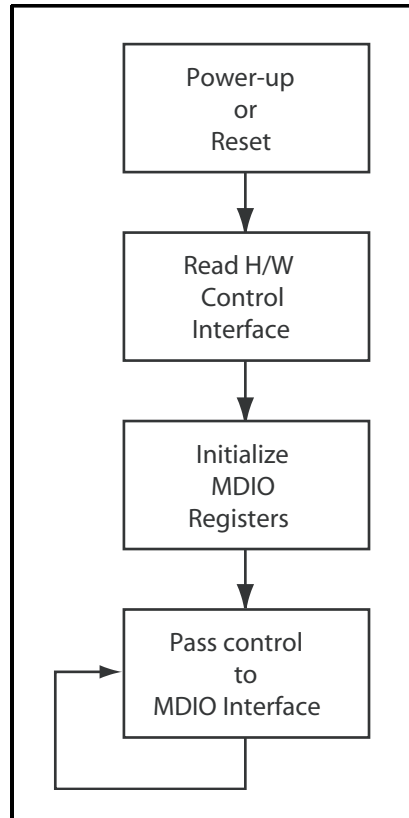 Power-up
or
Reset
Read H/W
Control
Interface
Initialize
MDIO
Registers
Pass control
to
MDIO Interface